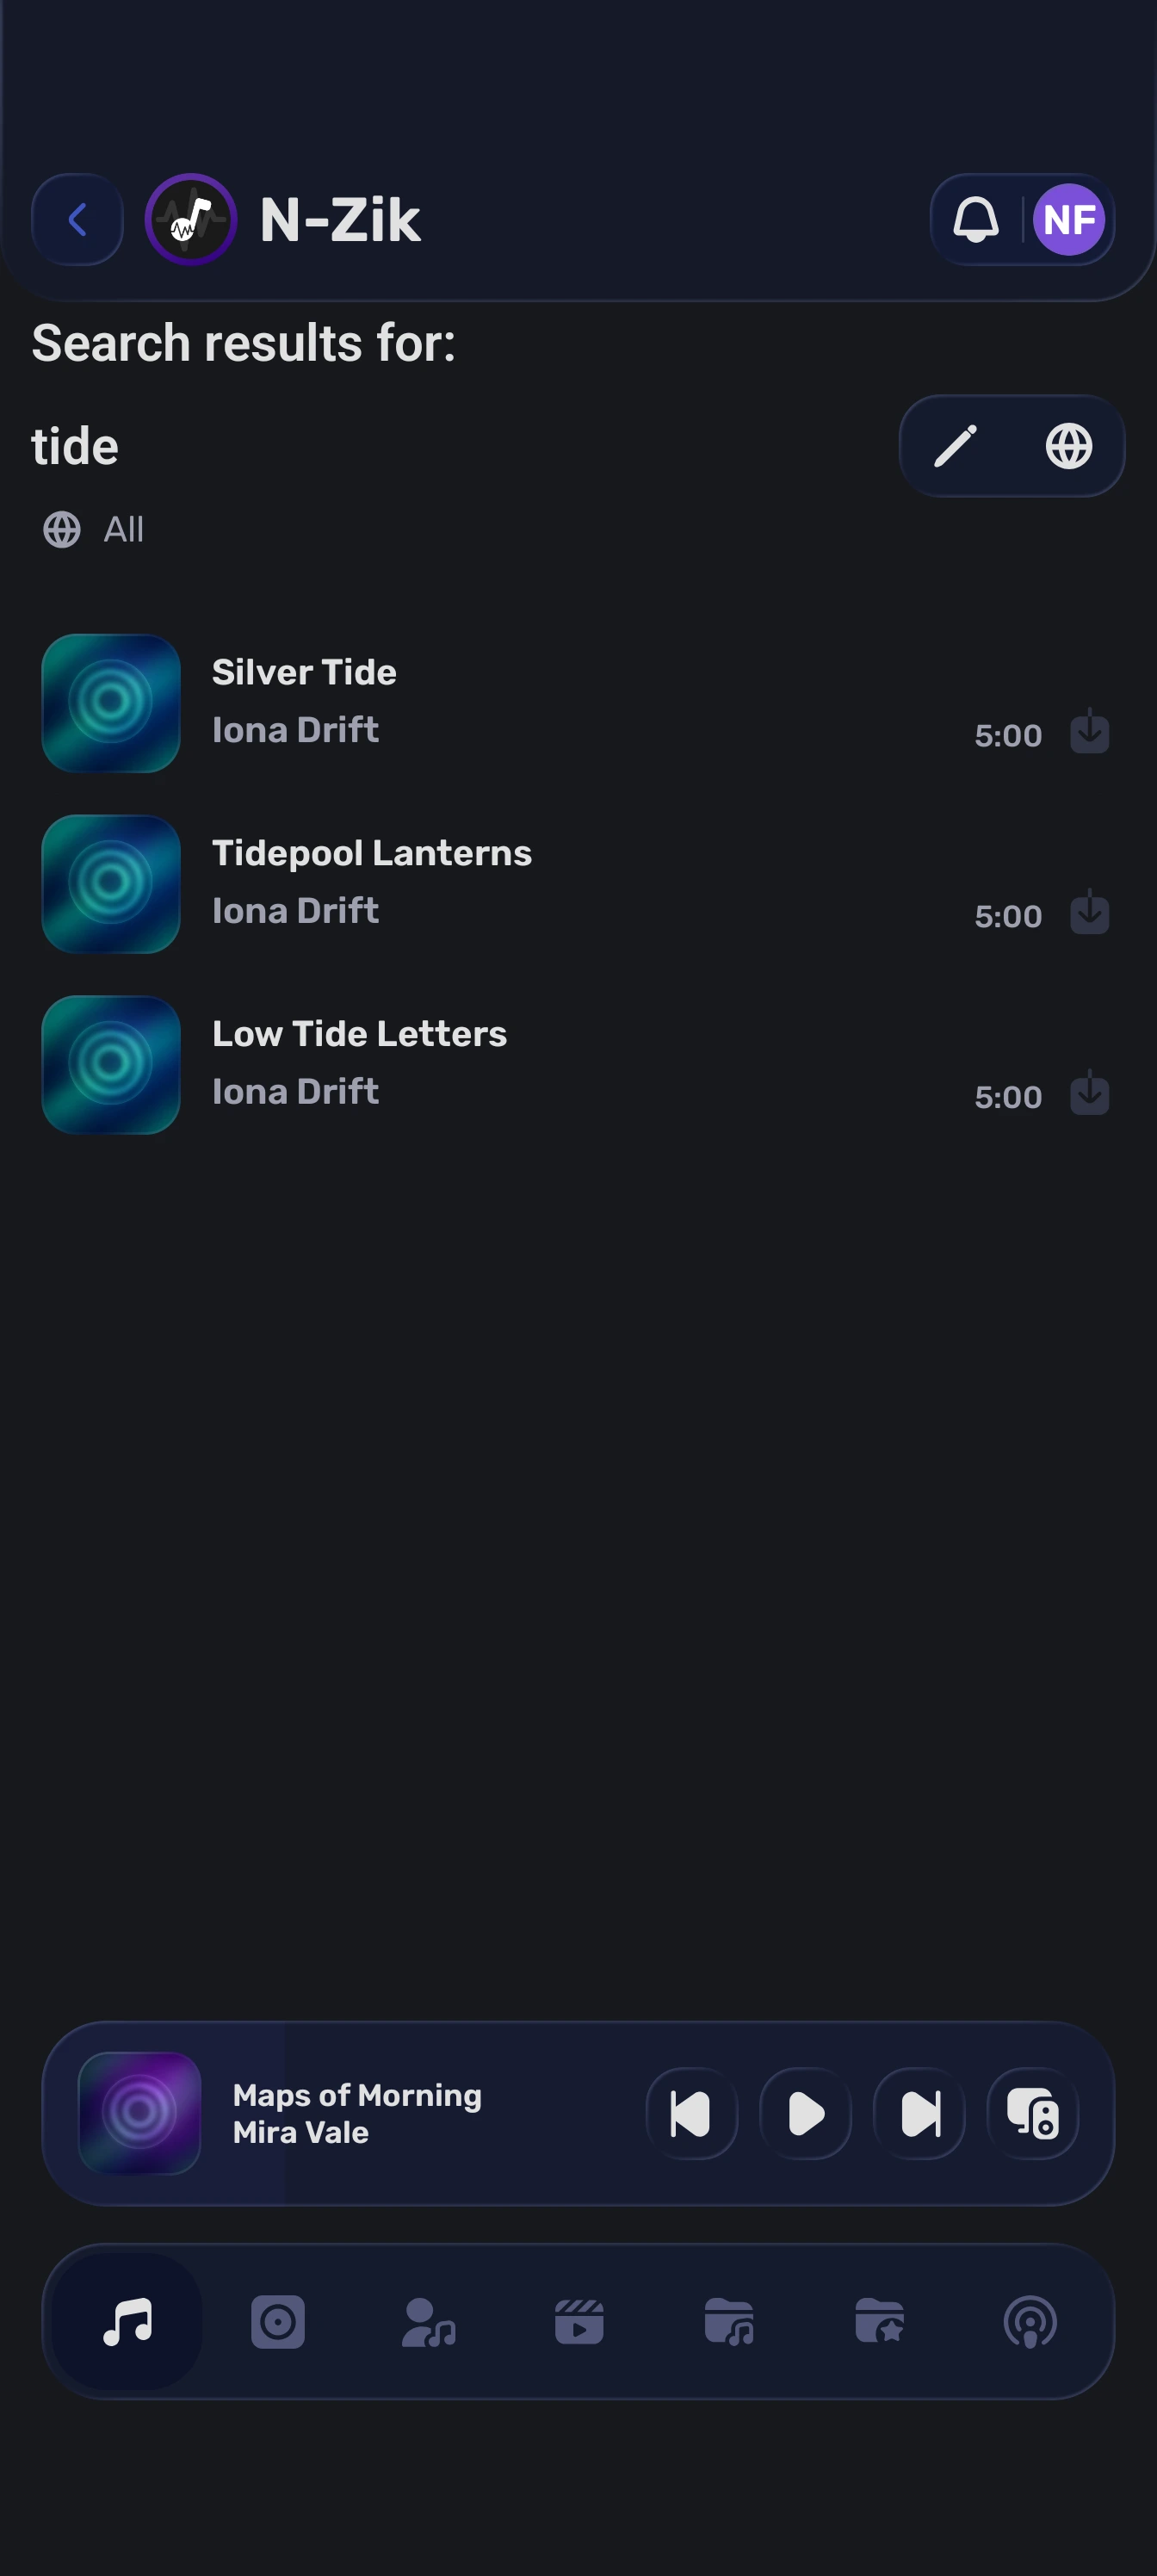 N-Zik
NF
Search results for:
tide
All
Silver Tide
Iona Drift
5:00
Tidepool Lanterns
Iona Drift
5:00
Low Tide Letters
Iona Drift
5:00
Maps of Morning
Mira Vale